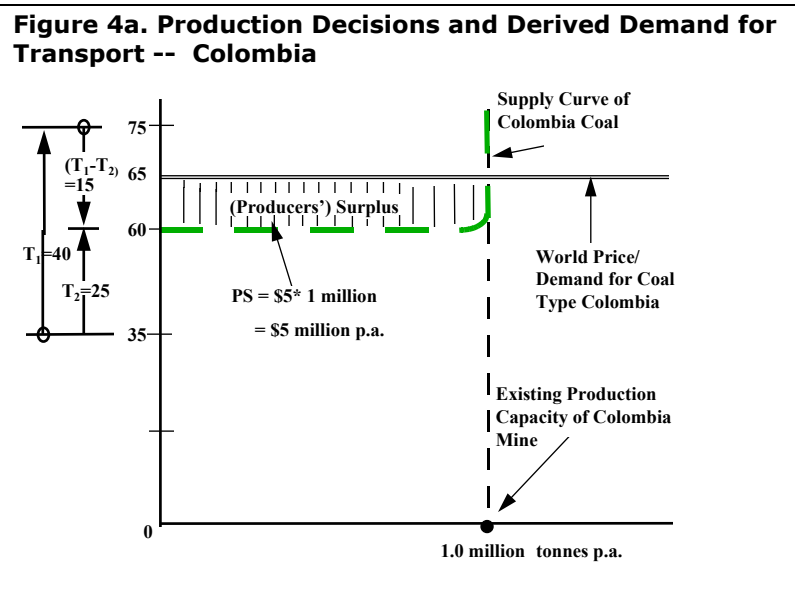 Figure 4a. Production Decisions and Derived Demand for
Transport -- Colombia
Supply Curve of
Colombia Coal
75
(T₁-T₂)
=15
65
(Producers') Surplus
60
T₁=40
T₂=25
World Price/
Demand for Coal
Type Colombia
PS = $5* 1 million
= $5 million p.a.
35
Existing Production
Capacity of Colombia
Mine
0
1.0 million tonnes p.a.